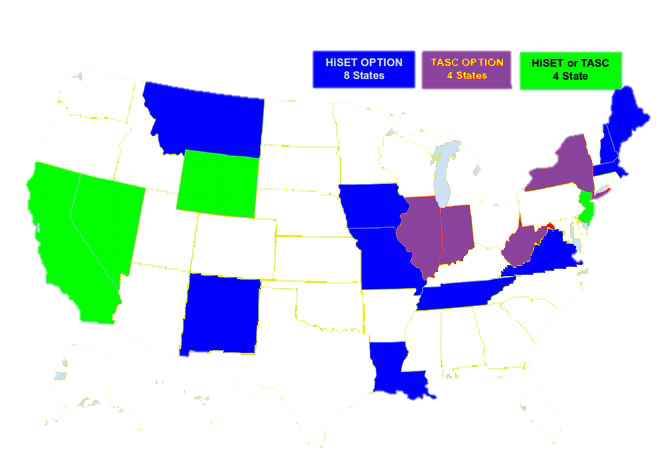 HiSET OPTION
8 States
TASC OPTION
4 States
HiSET or TASC
4 State